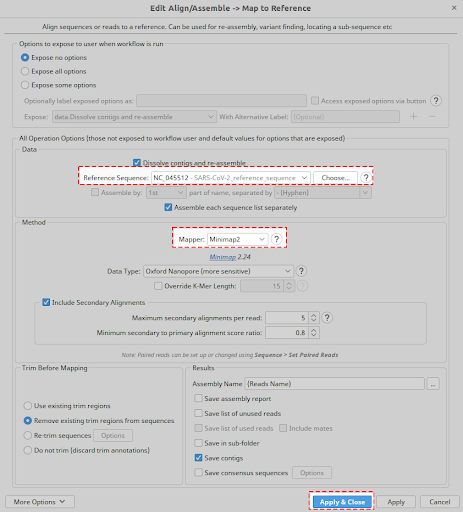 Edit Align/Assemble -> Map to Reference
Align sequences or reads to a reference. Can be used for re-assembly, variant finding, locating a sub-sequence etc
Options to expose to user when workflow is run
Expose no options
Expose all options
Expose some options
Optionally label exposed options as: Access exposed options via button ?
Expose: data.Dissolve contigs and re-assemble With Alternative Label: (Optional) + −
All Operation Options (those not exposed to workflow user and default values for options that are exposed)
Data
Dissolve contigs and re-assemble
Reference Sequence: NC_045512 - SARS-CoV-2_reference_sequence Choose... ?
Assemble by: 1st part of name, separated by - (Hyphen)
Assemble each sequence list separately
Method
Mapper: Minimap2 ?
Minimap 2.24
Data Type: Oxford Nanopore (more sensitive) ?
Override K-Mer Length: 15 ?
Include Secondary Alignments
Maximum secondary alignments per read: 5 ?
Minimum secondary to primary alignment score ratio: 0.8
Note: Paired reads can be set up or changed using Sequence > Set Paired Reads
Trim Before Mapping
Use existing trim regions
Remove existing trim regions from sequences
Re-trim sequences Options
Do not trim (discard trim annotations)
Results
Assembly Name {Reads Name} ...
Save assembly report
Save list of unused reads
Save list of used reads Include mates
Save in sub-folder
Save contigs
Save consensus sequences Options
More Options Apply & Close Apply Cancel